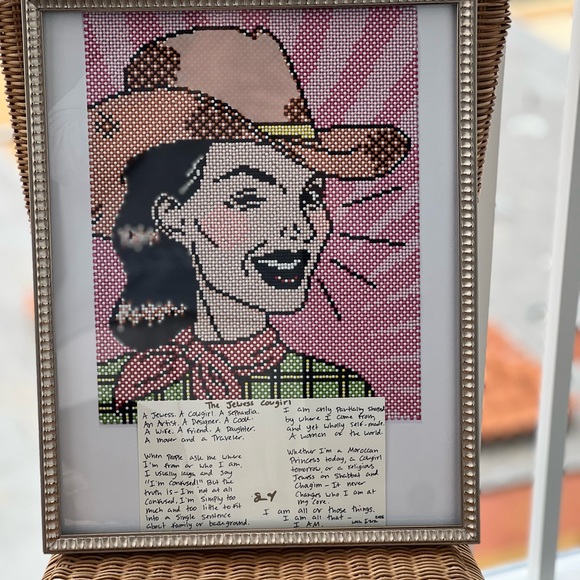 The Jewess Cowgirl
A Jewess. A Cowgirl. A Sephardia.
An Artist. A Designer. A Cook.
A Wife. A Friend. A Daughter.
A mover and a Traveler.
When People ask me where
I'm from or who I am,
I usually laugh and say
"I'm Confused!" But the
truth is - I'm not at all
Confused. I'm simply too
much and too little to fit
into a Single Sentence
about family or background.
I am only Partially Shaped
by where I come from,
and yet wholly self-made.
A women of the world.
Whether I'm a Moroccan
Princess today, a Cowgirl
tomorrow or a religious
Jewess on Shabbat and
Chagim - It never
Changes who I am at
my core.
I am all or those things.
I am all that
I AM